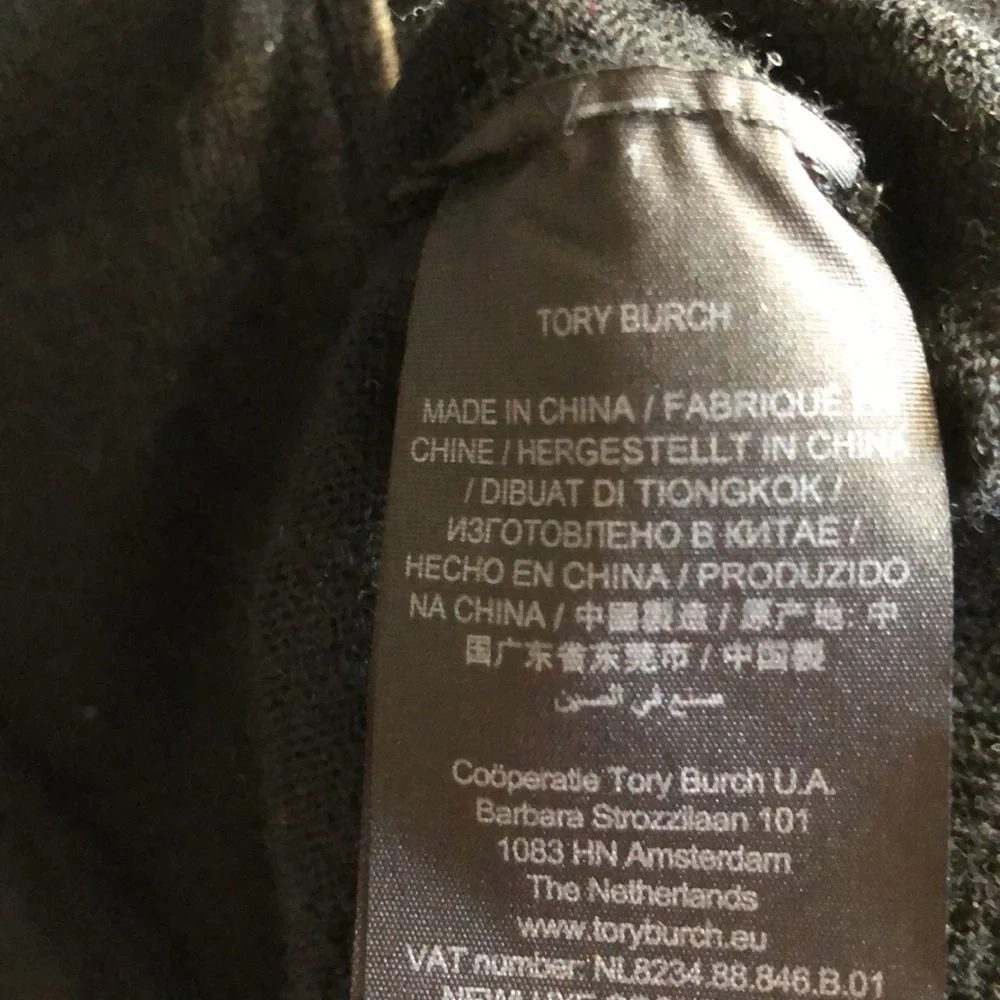 TORY BURCH
MADE IN CHINA / FABRIQUÉ EN
CHINE / HERGESTELLT IN CHINA
/ DIBUAT DI TIONGKOK /
ИЗГОТОВЛЕНО В КИТАЕ /
HECHO EN CHINA / PRODUZIDO
NA CHINA / 中國製造 / 原产地: 中
国广东省东莞市 / 中国製
صنع في الصين
Coöperatie Tory Burch U.A.
Barbara Strozzilaan 101
1083 HN Amsterdam
The Netherlands
www.toryburch.eu
VAT number: NL8234.88.846.B.01